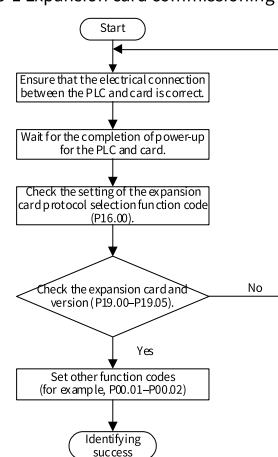 Expansion card commissioning
Start
Ensure that the electrical connection
between the PLC and card is correct.
Wait for the completion of power-up
for the PLC and card.
Check the setting of the expansion
card protocol selection function code
(P16.00).
Check the expansion card and
version (P19.00–P19.05).
No
Yes
Set other function codes
(for example, P00.01–P00.02)
Identifying
success